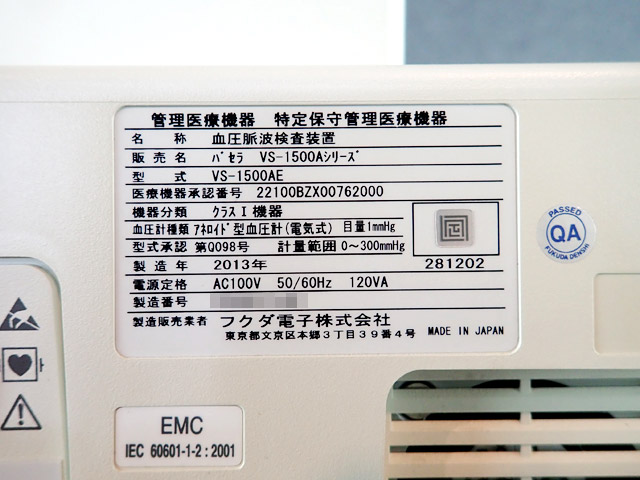 管理医療機器 特定保守管理医療機器
名称 血圧脈波検査装置
販売名 バセラ VS-1500Aシリーズ
型式 VS-1500AE
医療機器承認番号 22100BZX00762000
機器分類 クラスⅠ機器
血圧計種類 アネロイド型血圧計(電気式) 目量1mmHg
型式承認 第Q098号 計量範囲 0~300mmHg
製造年 2013年 281202
電源定格 AC100V 50/60Hz 120VA
製造番号
製造販売業者 フクダ電子株式会社
東京都文京区本郷3丁目39番4号 MADE IN JAPAN
PASSED
QA
FUKUDA DENSHI
EMC
IEC 60601-1-2:2001